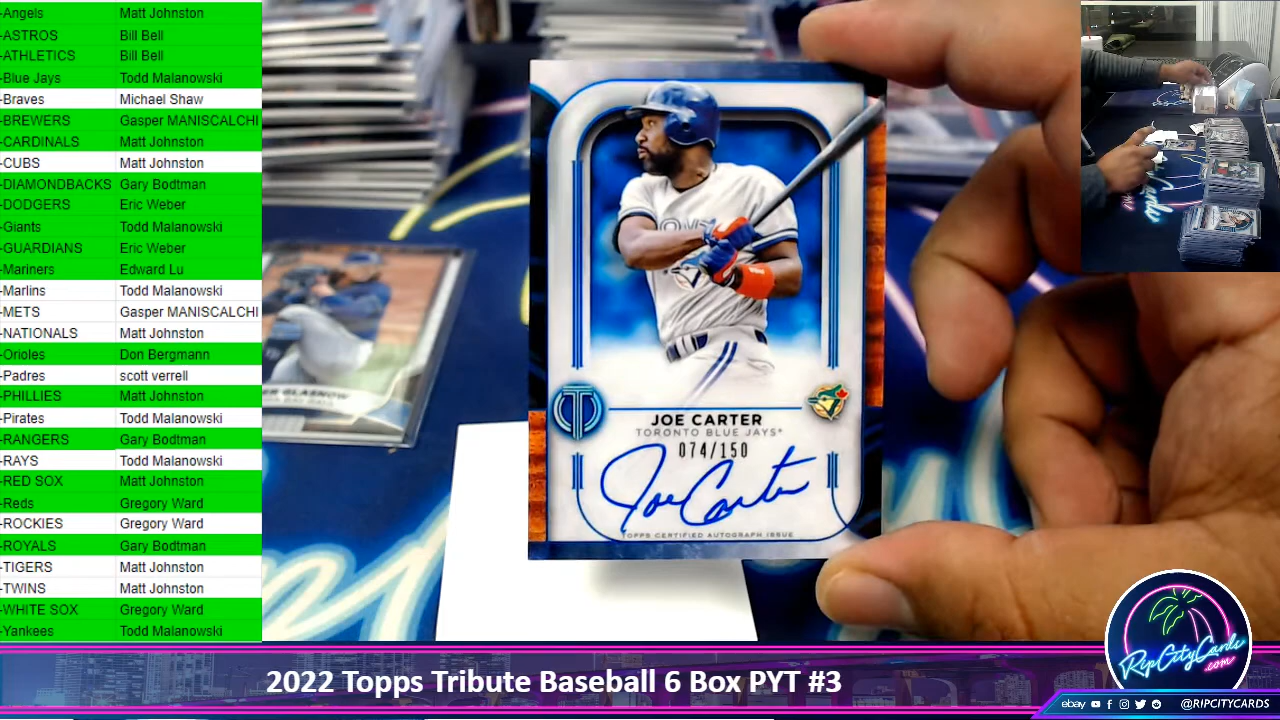 -Angels Matt Johnston
-ASTROS Bill Bell
-ATHLETICS Bill Bell
-Blue Jays Todd Malanowski
-Braves Michael Shaw
-BREWERS Gasper MANISCALCHI
-CARDINALS Matt Johnston
-CUBS Matt Johnston
-DIAMONDBACKS Gary Bodtman
-DODGERS Eric Weber
-Giants Todd Malanowski
-GUARDIANS Eric Weber
-Mariners Edward Lu
-Marlins Todd Malanowski
-METS Gasper MANISCALCHI
-NATIONALS Matt Johnston
-Orioles Don Bergmann
-Padres scott verrell
-PHILLIES Matt Johnston
-Pirates Todd Malanowski
-RANGERS Gary Bodtman
-RAYS Todd Malanowski
-RED SOX Matt Johnston
-Reds Gregory Ward
-ROCKIES Gregory Ward
-ROYALS Gary Bodtman
-TIGERS Matt Johnston
-TWINS Matt Johnston
-WHITE SOX Gregory Ward
-Yankees Todd Malanowski
GLASNOW
T
JOE CARTER
TORONTO BLUE JAYS*
074/150
Joe Carter
TOPPS CERTIFIED AUTOGRAPH ISSUE
RipCityCards
.com
2022 Topps Tribute Baseball 6 Box PYT #3
ebay @RIPCITYCARDS